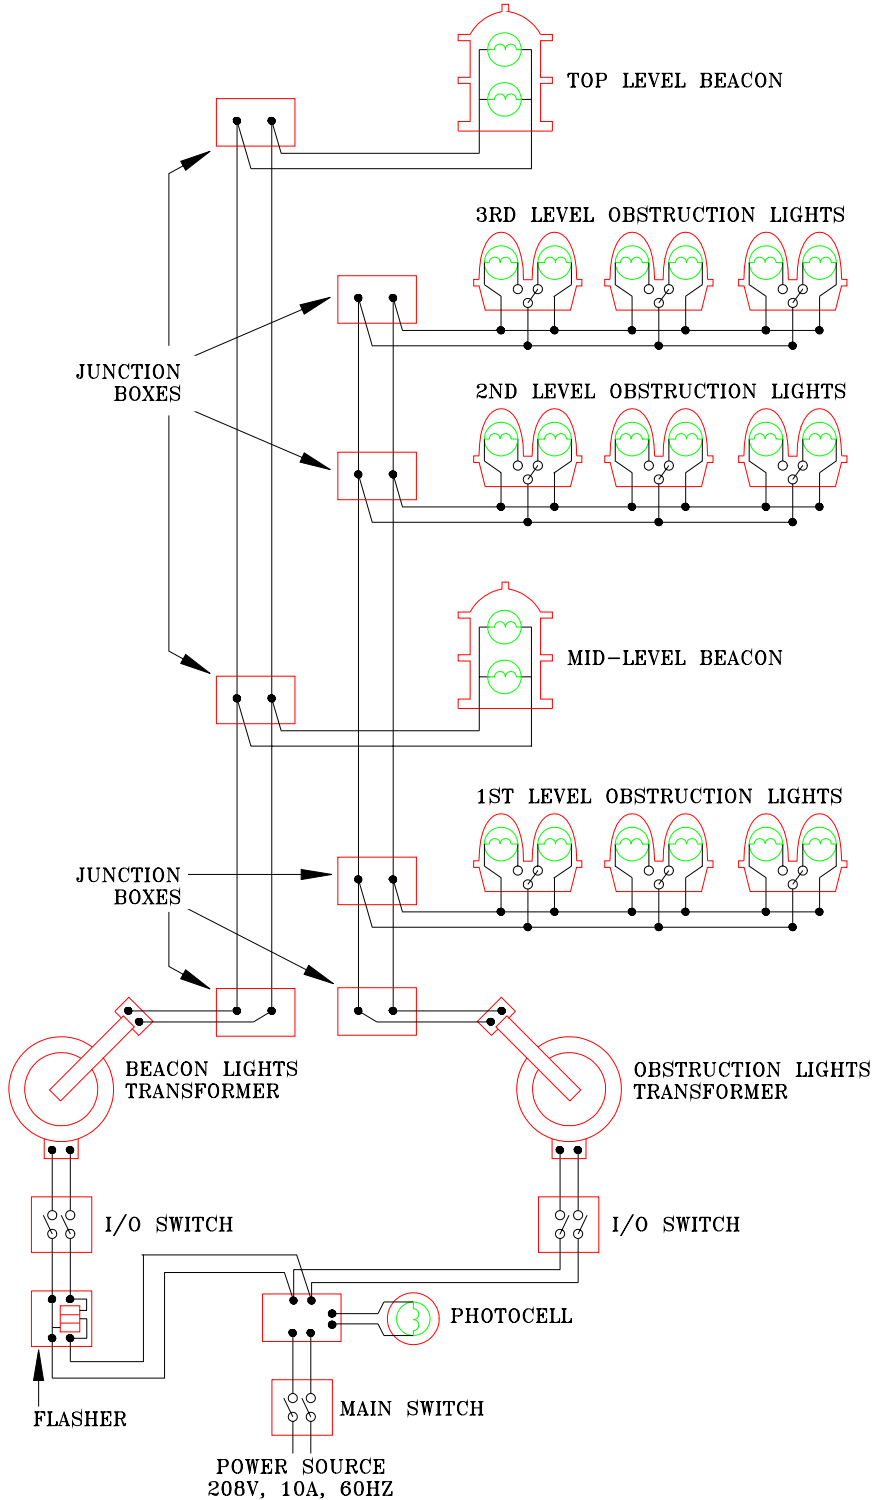 TOP LEVEL BEACON
3RD LEVEL OBSTRUCTION LIGHTS
JUNCTION
BOXES
2ND LEVEL OBSTRUCTION LIGHTS
MID-LEVEL BEACON
1ST LEVEL OBSTRUCTION LIGHTS
JUNCTION
BOXES
BEACON LIGHTS
TRANSFORMER
OBSTRUCTION LIGHTS
TRANSFORMER
I/O SWITCH
I/O SWITCH
PHOTOCELL
FLASHER
MAIN SWITCH
POWER SOURCE
208V, 10A, 60HZ